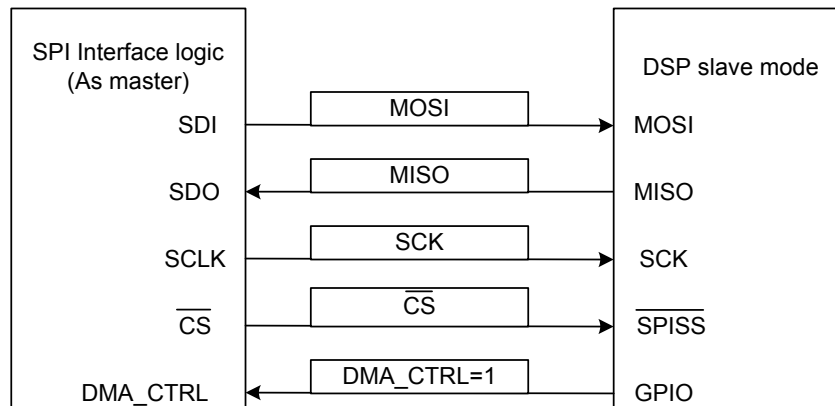 SPI Interface logic
(As master)
DSP slave mode
SDI
MOSI
MOSI
SDO
MISO
MISO
SCLK
SCK
SCK
CS
CS
SPISS
DMA_CTRL
DMA_CTRL=1
GPIO